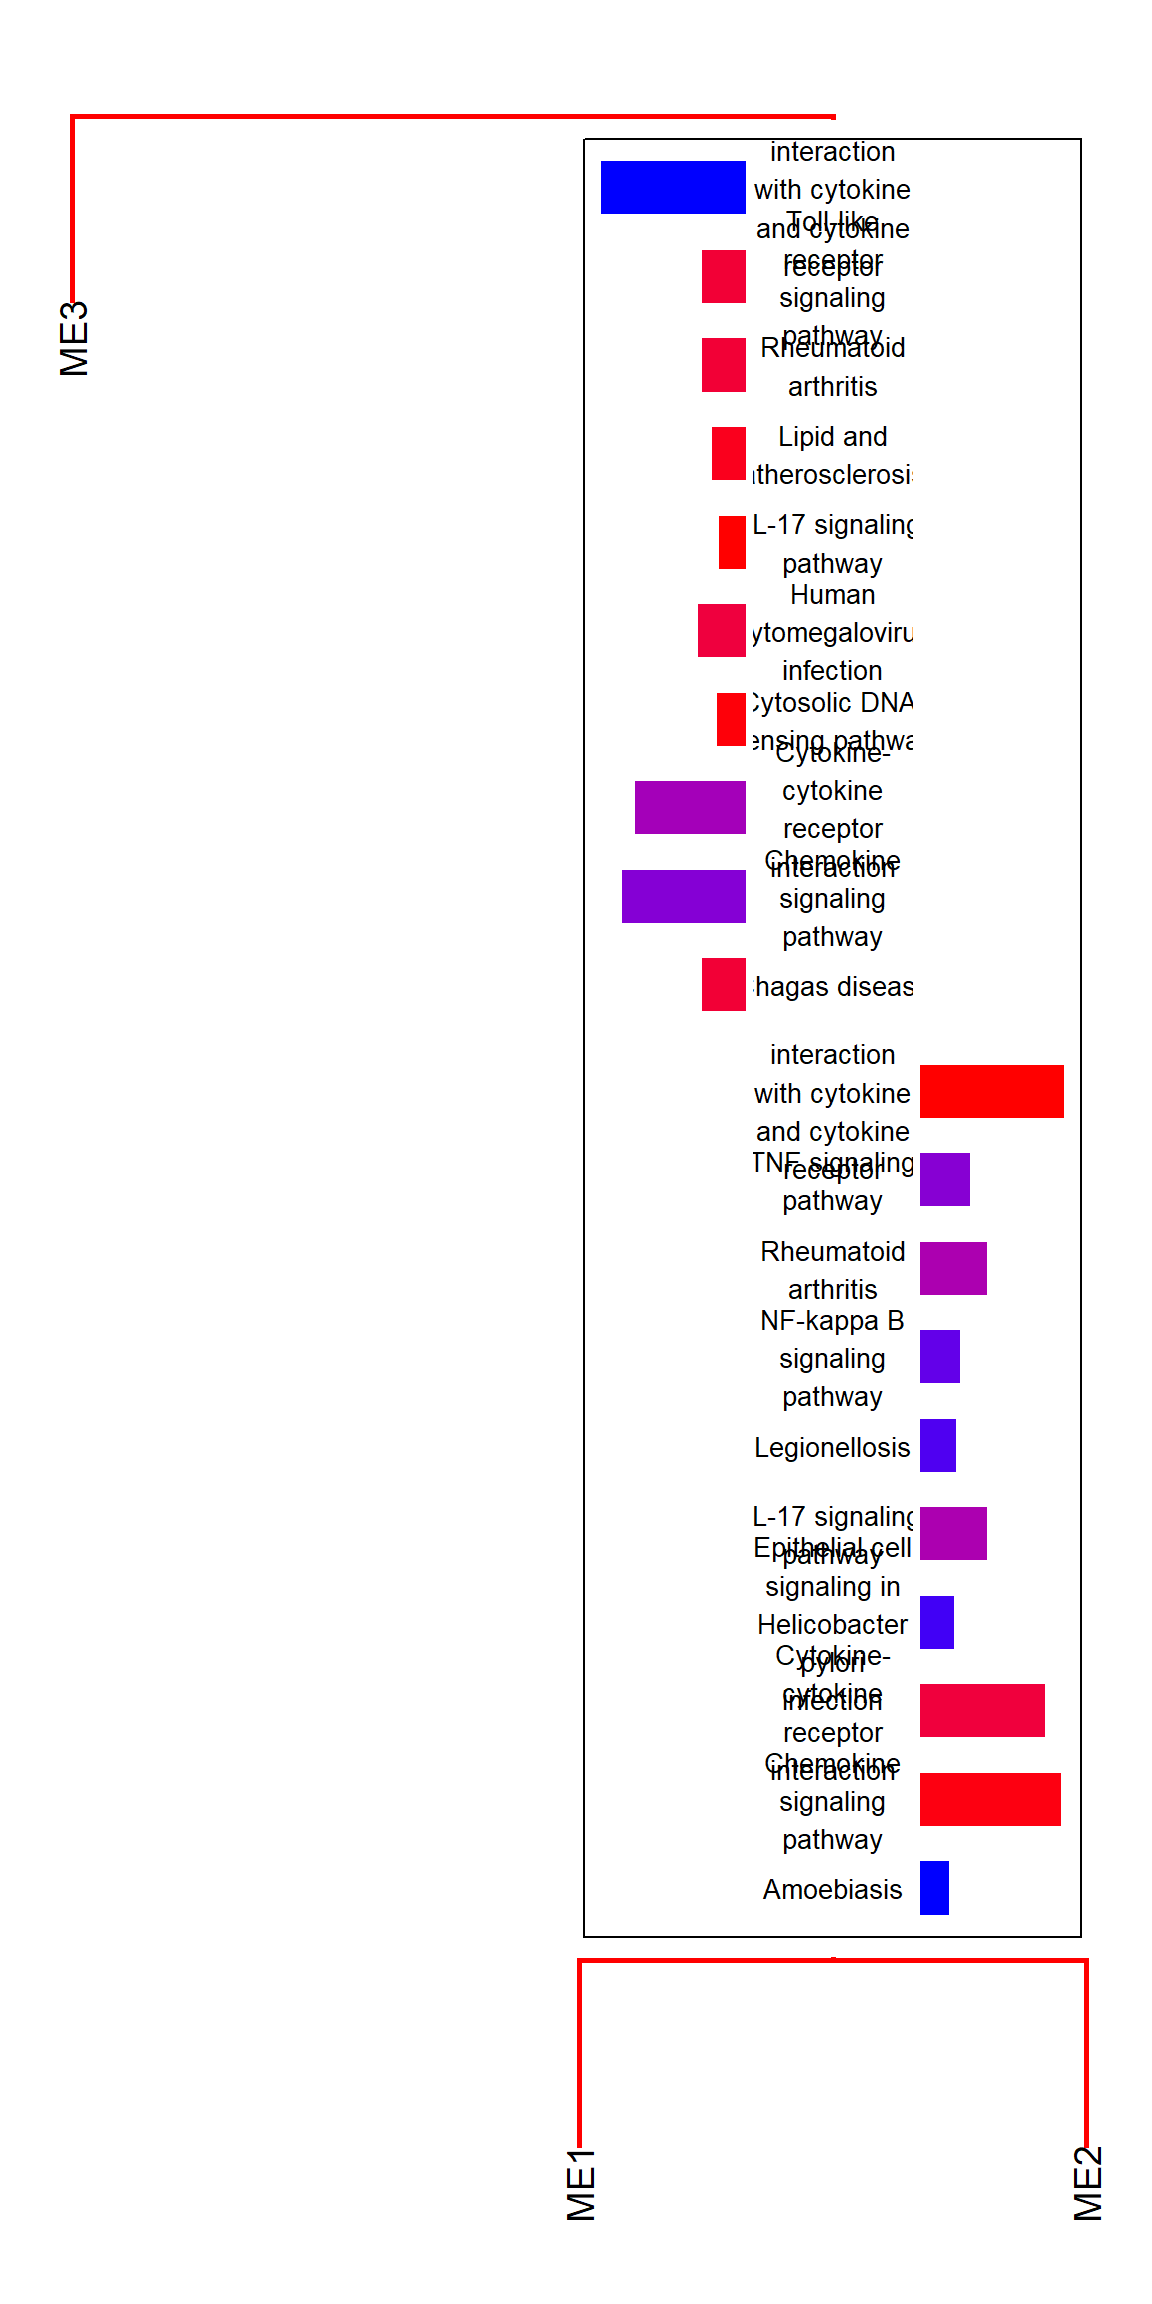 interaction
with cytokine
and cytokine
receptor
Toll-like
receptor
signaling
pathway
ME3
Rheumatoid
arthritis
Lipid and
therosclerosis
L-17 signaling
pathway
Human
ytomegaloviru
infection
Cytosolic DNA
ensing pathwa
Cytokine-
cytokine
receptor
interaction
Chemokine
signaling
pathway
hagas diseas
interaction
with cytokine
and cytokine
receptor
TNF signaling
pathway
Rheumatoid
arthritis
NF-kappa B
signaling
pathway
Legionellosis
L-17 signaling
pathway
Epithelial cell
signaling in
Helicobacter
pylori
infection
Cytokine-
cytokine
receptor
interaction
Chemokine
signaling
pathway
Amoebiasis
ME1
ME2